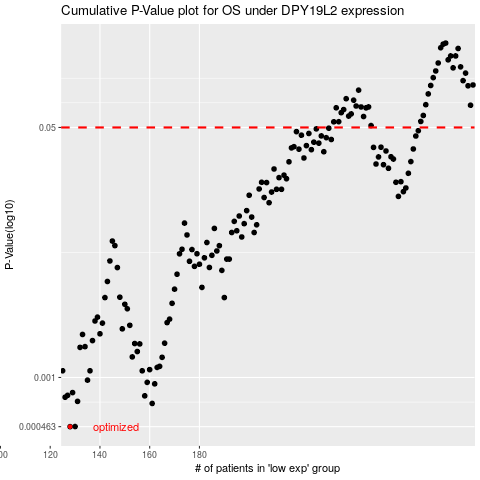 Cumulative P-Value plot for OS under DPY19L2 expression
P-Value(log10)
0.05
0.001
0.000463
optimized
00 120 140 160 180
# of patients in 'low exp' group